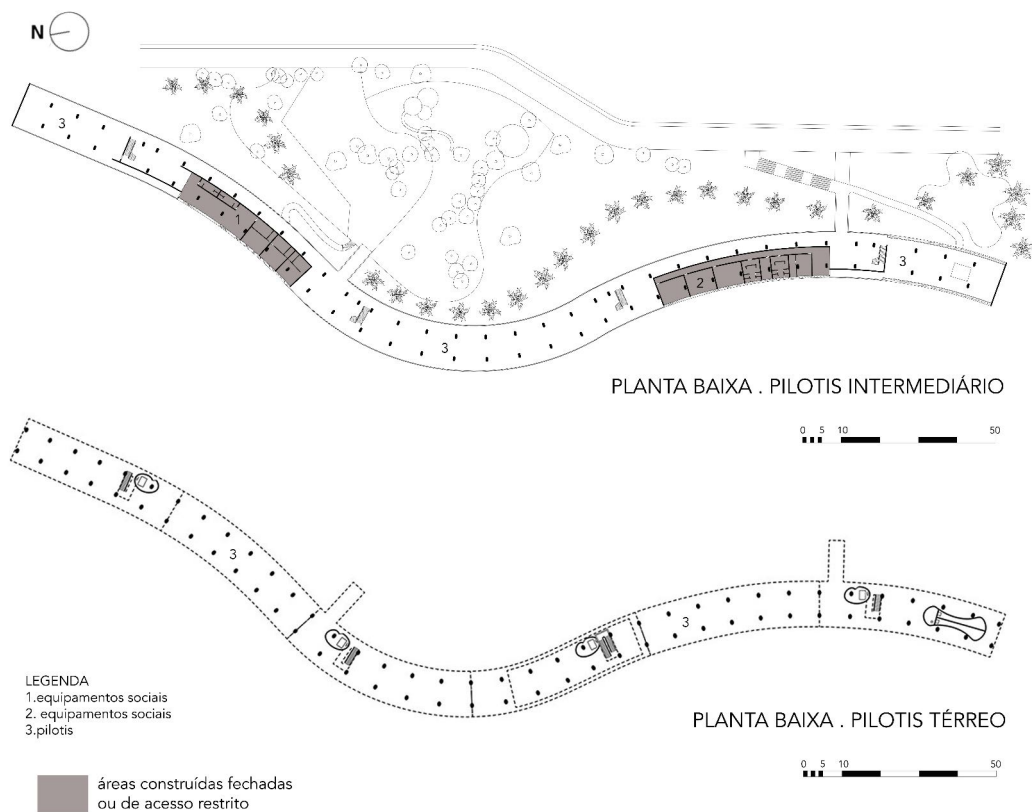 N
3
1
2
3
3
PLANTA BAIXA . PILOTIS INTERMEDIÁRIO
0 5 10 50
3
3
LEGENDA
1.equipamentos sociais
2. equipamentos sociais
3.pilotis
PLANTA BAIXA . PILOTIS TÉRREO
0 5 10 50
áreas construídas fechadas
ou de acesso restrito